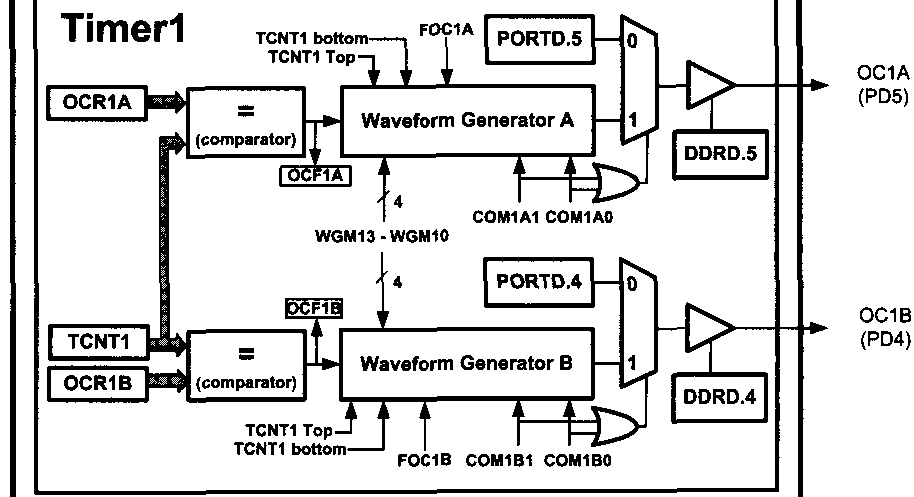 Timer1
TCNT1 bottom
TCNT1 Top
FOC1A
PORTD.5
0
OC1A
(PD5)
OCR1A
=
(comparator)
Waveform Generator A
1
OCF1A
DDRD.5
4
COM1A1 COM1A0
WGM13 - WGM10
4
PORTD.4
0
OCF1B
OC1B
(PD4)
TCNT1
=
(comparator)
Waveform Generator B
1
OCR1B
DDRD.4
TCNT1 Top
TCNT1 bottom
FOC1B
COM1B1 COM1B0